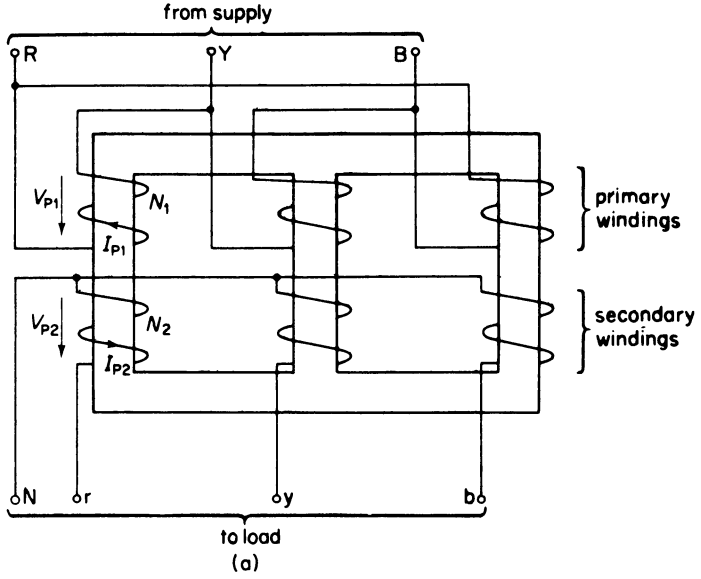 from supply
R Y B
V_P1
N_1
I_P1
primary
windings
V_P2
N_2
I_P2
secondary
windings
N r y b
to load
(a)